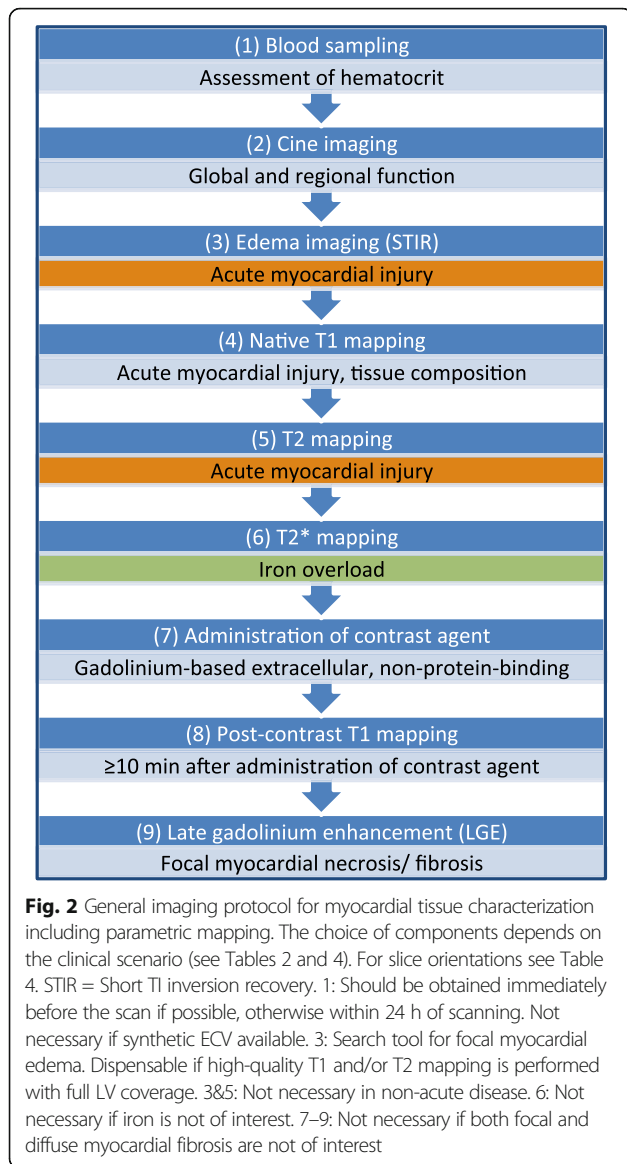 (1) Blood sampling
Assessment of hematocrit
(2) Cine imaging
Global and regional function
(3) Edema imaging (STIR)
Acute myocardial injury
(4) Native T1 mapping
Acute myocardial injury, tissue composition
(5) T2 mapping
Acute myocardial injury
(6) T2* mapping
Iron overload
(7) Administration of contrast agent
Gadolinium-based extracellular, non-protein-binding
(8) Post-contrast T1 mapping
≥10 min after administration of contrast agent
(9) Late gadolinium enhancement (LGE)
Focal myocardial necrosis/ fibrosis
Fig. 2 General imaging protocol for myocardial tissue characterization
including parametric mapping. The choice of components depends on
the clinical scenario (see Tables 2 and 4). For slice orientations see Table
4. STIR = Short TI inversion recovery. 1: Should be obtained immediately
before the scan if possible, otherwise within 24 h of scanning. Not
necessary if synthetic ECV available. 3: Search tool for focal myocardial
edema. Dispensable if high-quality T1 and/or T2 mapping is performed
with full LV coverage. 3&5: Not necessary in non-acute disease. 6: Not
necessary if iron is not of interest. 7–9: Not necessary if both focal and
diffuse myocardial fibrosis are not of interest